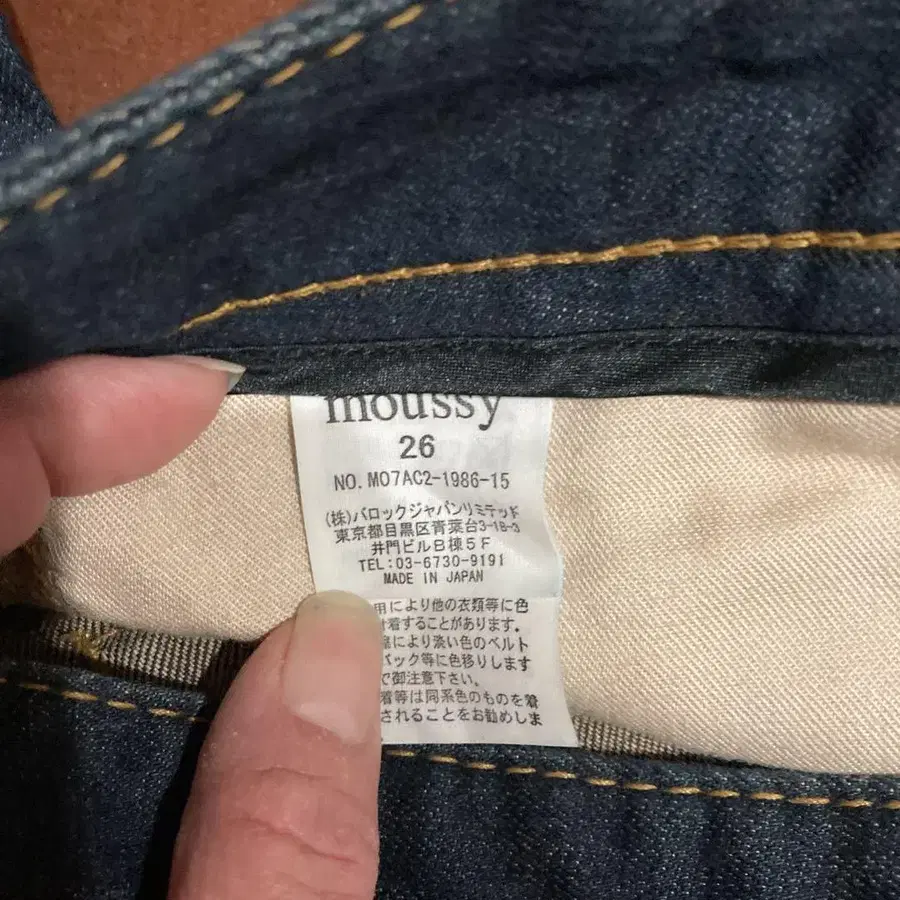 moussy
26
NO. M07AC2-1986-15
(株)バロックジャパンリミテッド
東京都目黒区青葉台3-18-3
井門ビルB棟5F
TEL:03-6730-9191
MADE IN JAPAN
用により他の衣類等に色
着することがあります。
により淡い色のベルト
バック等に色移りします
で御注意下さい。
着等は同系色のものを着
されることをお勧めしま